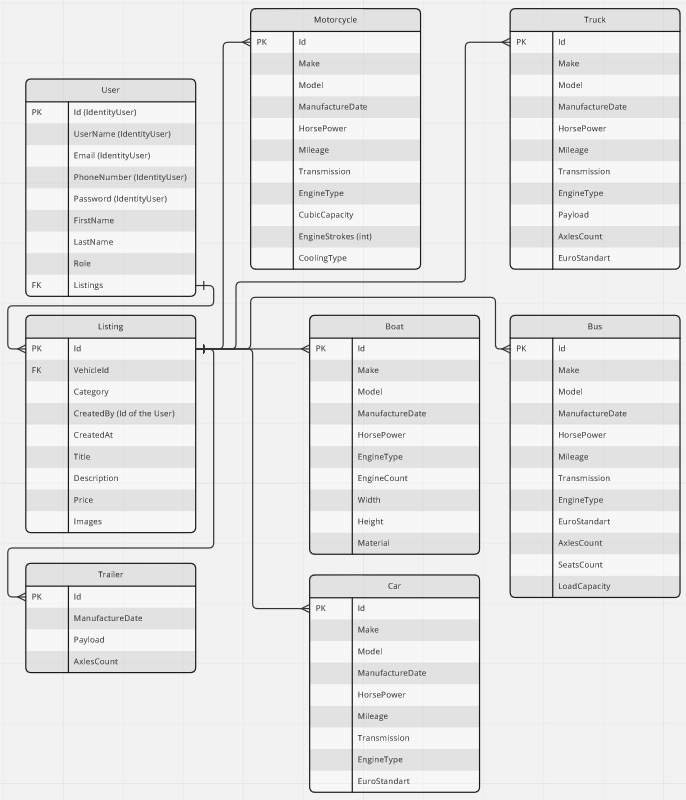 User
PK Id (IdentityUser)
UserName (IdentityUser)
Email (IdentityUser)
PhoneNumber (IdentityUser)
Password (IdentityUser)
FirstName
LastName
Role
FK Listings
Motorcycle
PK Id
Make
Model
ManufactureDate
HorsePower
Mileage
Transmission
EngineType
CubicCapacity
EngineStrokes (int)
CoolingType
Truck
PK Id
Make
Model
ManufactureDate
HorsePower
Mileage
Transmission
EngineType
Payload
AxlesCount
EuroStandart
Listing
PK Id
FK VehicleId
Category
CreatedBy (Id of the User)
CreatedAt
Title
Description
Price
Images
Boat
PK Id
Make
Model
ManufactureDate
HorsePower
EngineType
EngineCount
Width
Height
Material
Bus
PK Id
Make
Model
ManufactureDate
HorsePower
Mileage
Transmission
EngineType
EuroStandart
AxlesCount
SeatsCount
LoadCapacity
Trailer
PK Id
ManufactureDate
Payload
AxlesCount
Car
PK Id
Make
Model
ManufactureDate
HorsePower
Mileage
Transmission
EngineType
EuroStandart